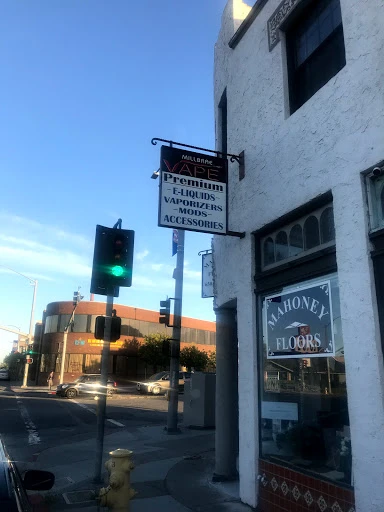 MILLBRAE
VAPE
Premium
~E-LIQUIDS~
VAPORIZERS
~MODS~
ACCESSORIES
MAHONEY
FLOORS